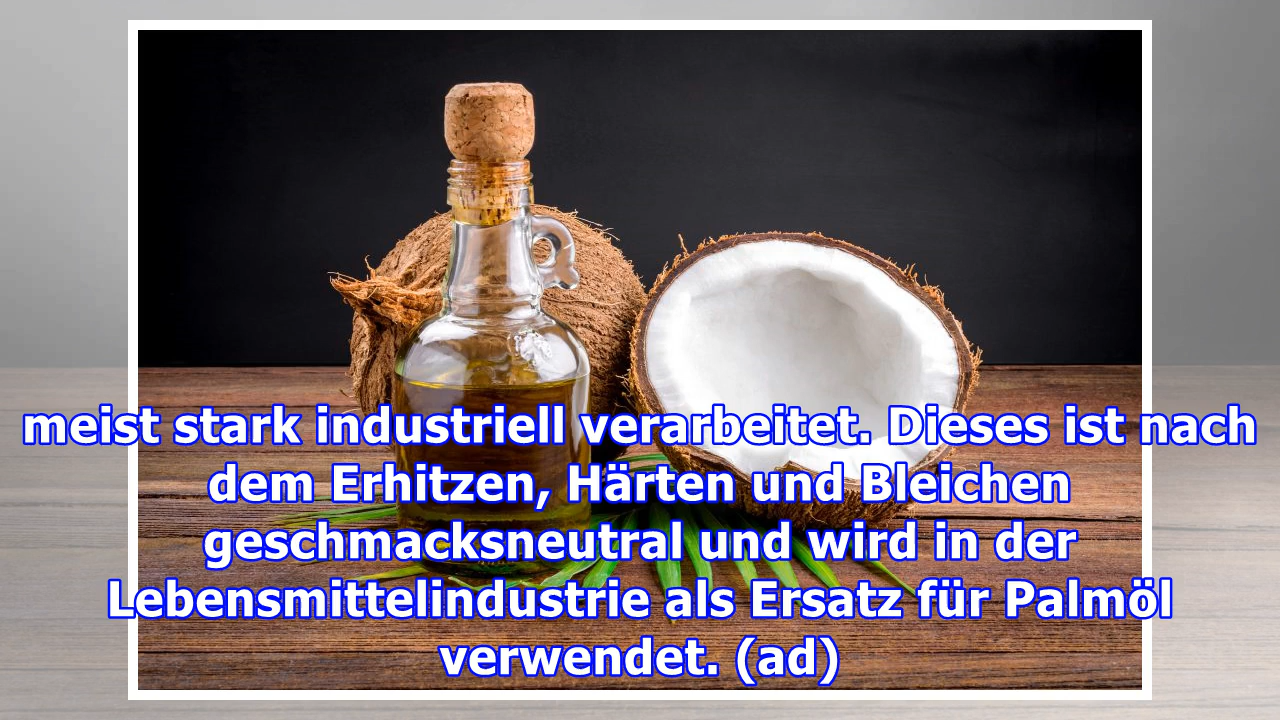 meist stark industriell verarbeitet. Dieses ist nach
dem Erhitzen, Härten und Bleichen
geschmacksneutral und wird in der
Lebensmittelindustrie als Ersatz für Palmöl
verwendet. (ad)